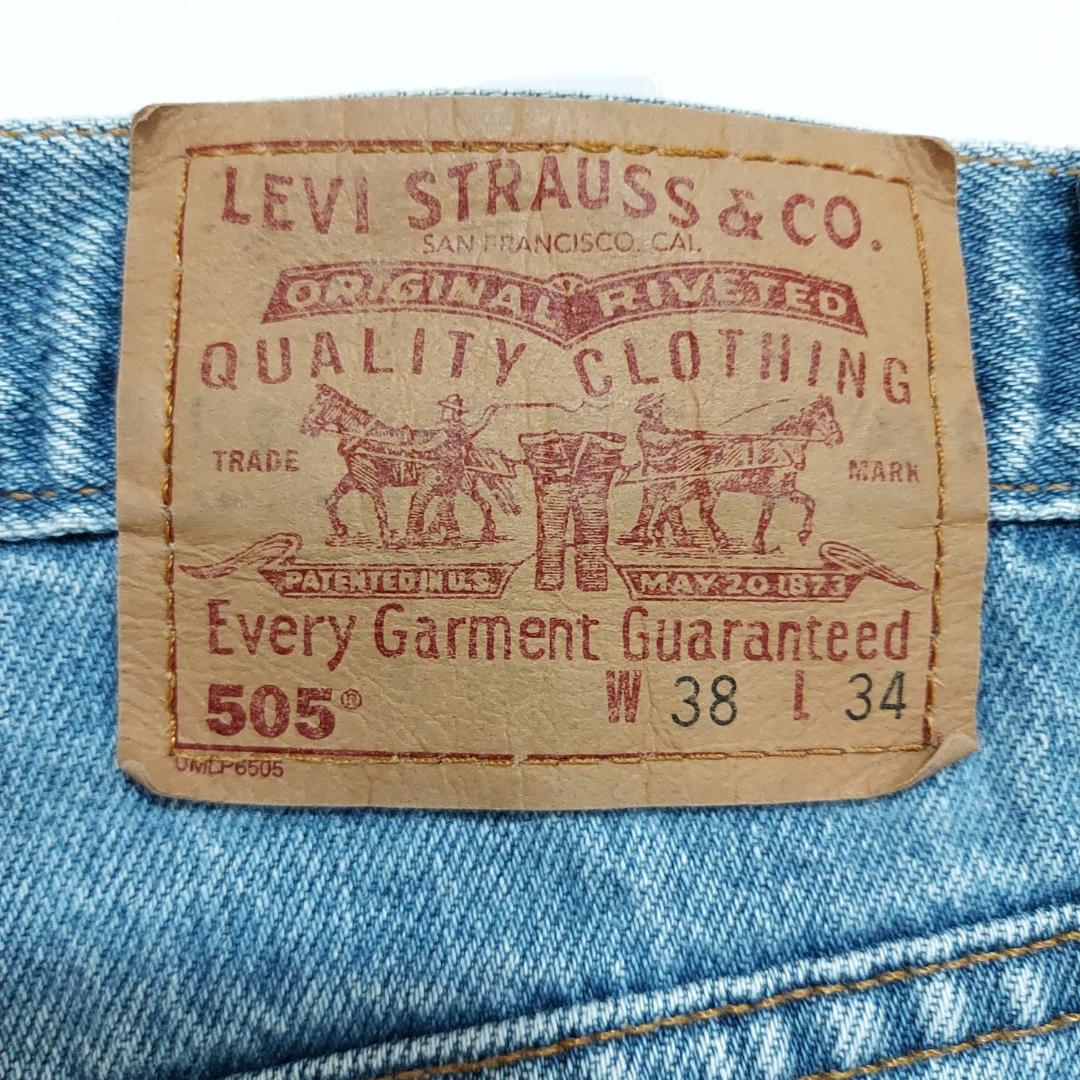 LEVI STRAUSS & CO.
SAN FRANCISCO, CAL.
ORIGINAL RIVETED
QUALITY CLOTHING
TRADE MARK
PATENTED IN U.S. MAY 20 1873
Every Garment Guaranteed
505® W 38 L 34
UMLP6505